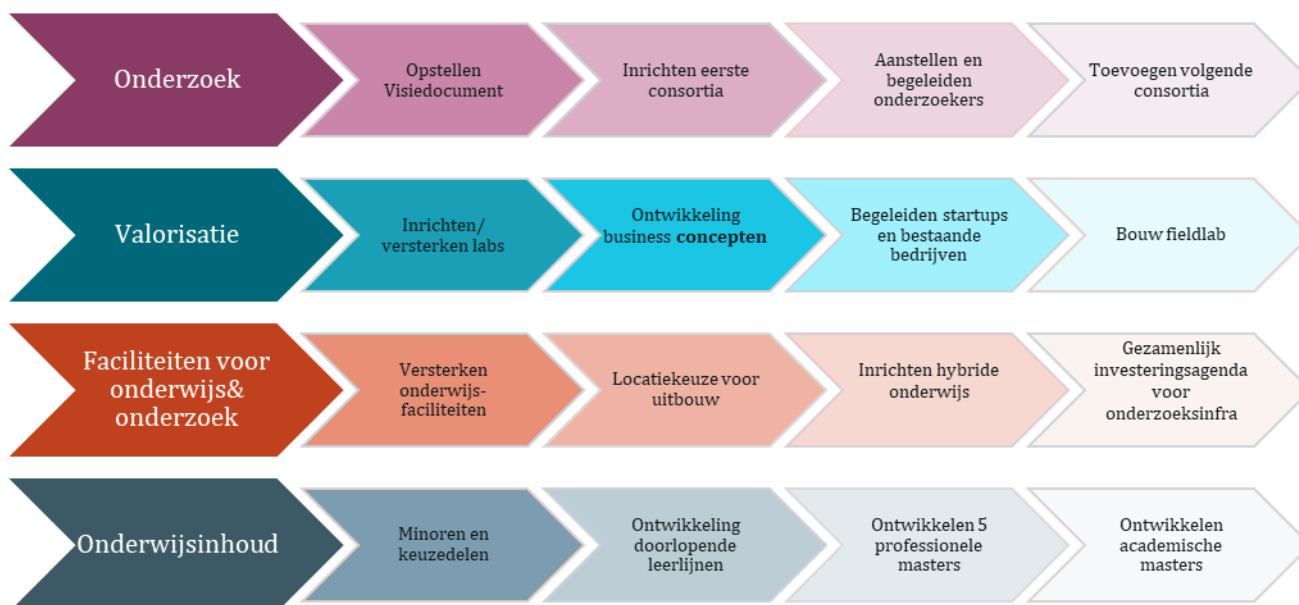 Onderzoek
Opstellen
Visiedocument
Inrichten eerste
consortia
Aanstellen en
begeleiden
onderzoekers
Toevoegen volgende
consortia
Valorisatie
Inrichten/
versterken labs
Ontwikkeling
business concepten
Begeleiden startups
en bestaande
bedrijven
Bouw fieldlab
Faciliteiten voor
onderwijs&
onderzoek
Versterken
onderwijs-
faciliteiten
Locatiekeuze voor
uitbouw
Inrichten hybride
onderwijs
Gezamenlijk
investeringsagenda
voor
onderzoeksinfra
Onderwijsinhoud
Minoren en
keuzedelen
Ontwikkeling
doorlopende
leerlijnen
Ontwikkelen 5
professionele
masters
Ontwikkelen
academische
masters